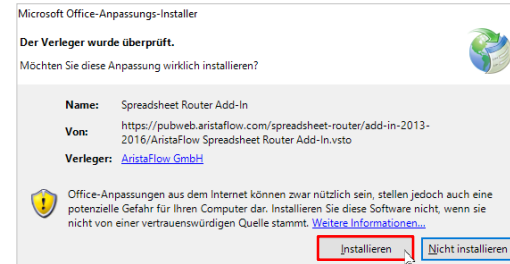 Microsoft Office-Anpassungs-Installer
Der Verleger wurde überprüft.
Möchten Sie diese Anpassung wirklich installieren?
Name: Spreadsheet Router Add-In
Von: https://pubweb.aristaflow.com/spreadsheet-router/add-in-2013-
2016/AristaFlow Spreadsheet Router Add-In.vsto
Verleger: AristaFlow GmbH
Office-Anpassungen aus dem Internet können zwar nützlich sein, stellen jedoch auch eine
potenzielle Gefahr für Ihren Computer dar. Installieren Sie diese Software nicht, wenn sie
nicht von einer vertrauenswürdigen Quelle stammt. Weitere Informationen...
Installieren Nicht installieren